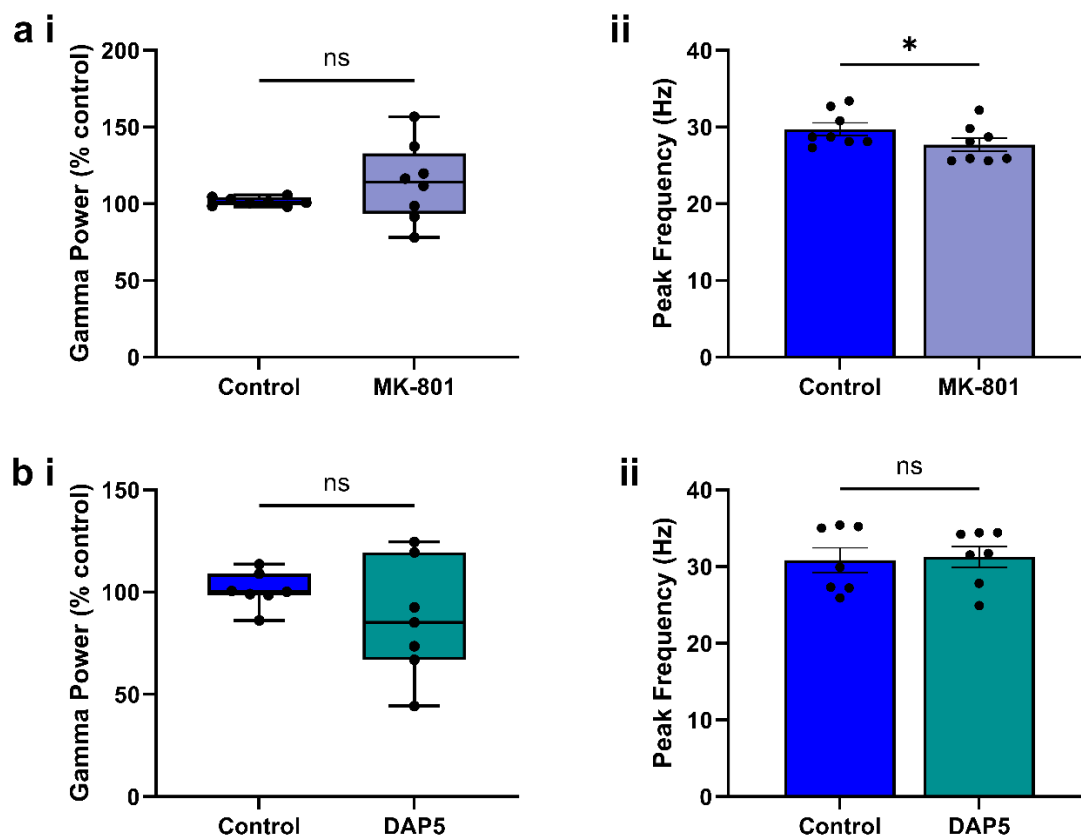 a i
Gamma Power (% control)
200
150
100
50
0
ns
Control
MK-801
ii
Peak Frequency (Hz)
40
30
20
10
0
*
Control
MK-801
b i
Gamma Power (% control)
150
100
50
0
ns
Control
DAP5
ii
Peak Frequency (Hz)
40
30
20
10
0
ns
Control
DAP5